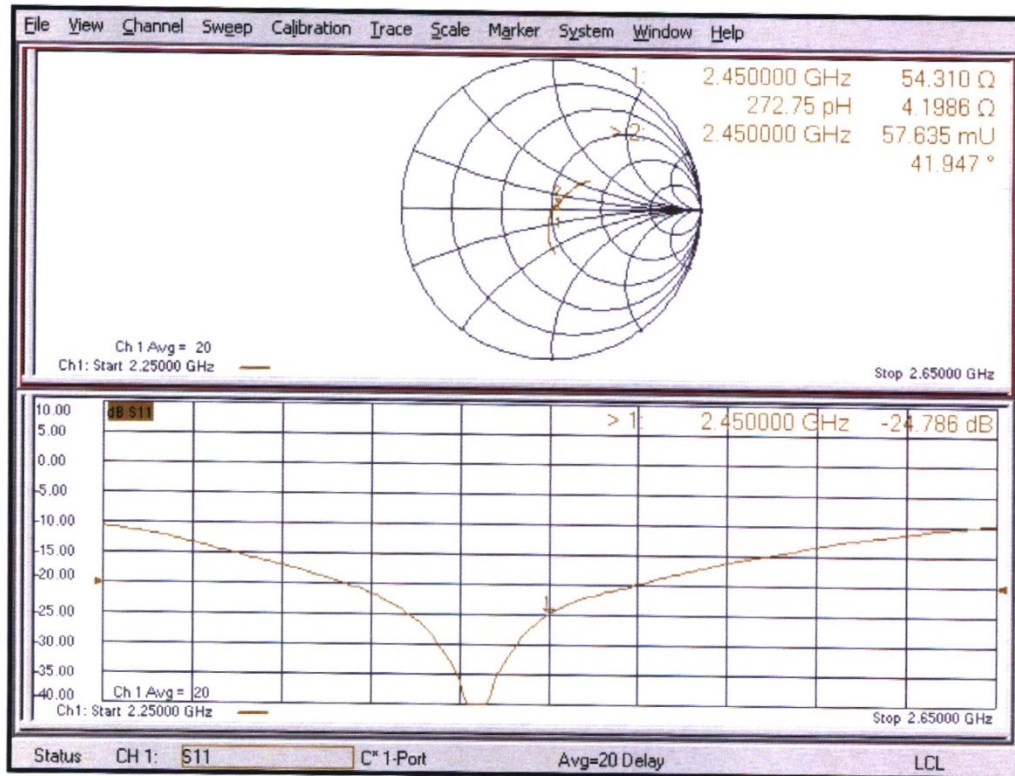 File View Channel Sweep Calibration Trace Scale Marker System Window Help
1: 2.450000 GHz 54.310 Ω
272.75 pH 4.1986 Ω
> 2: 2.450000 GHz 57.635 mU
41.947 °
Ch 1 Avg = 20
Ch1: Start 2.25000 GHz Stop 2.65000 GHz
10.00 dB S11 > 1: 2.450000 GHz -24.786 dB
5.00
0.00
-5.00
-10.00
-15.00
-20.00
-25.00
1
-30.00
-35.00
-40.00 Ch 1 Avg = 20
Ch1: Start 2.25000 GHz Stop 2.65000 GHz
Status CH 1: S11 C* 1-Port Avg=20 Delay LCL